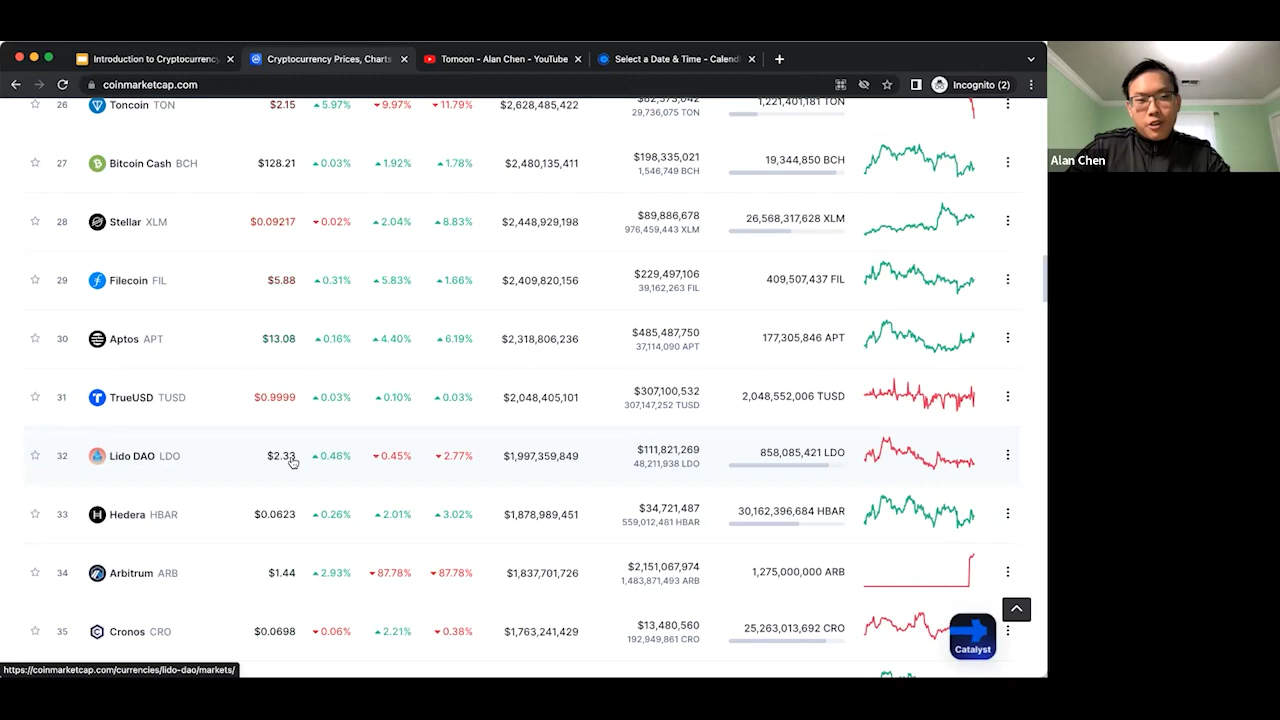 Introduction to Cryptocurrency
Cryptocurrency Prices, Charts
Tomoon - Alan Chen - YouTube
Select a Date & Time - Calend
coinmarketcap.com
Incognito (2)
26 Toncoin TON $2.15 5.97% 9.97% 11.79% $2,628,485,422 1,221,401,181 TON
29,736,075 TON
27 Bitcoin Cash BCH $128.21 0.03% 1.92% 1.78% $2,480,135,411 $198,335,021 19,344,850 BCH
1,546,749 BCH
28 Stellar XLM $0.09217 0.02% 2.04% 8.83% $2,448,929,198 $89,886,678 26,568,317,628 XLM
976,459,443 XLM
29 Filecoin FIL $5.88 0.31% 5.83% 1.66% $2,409,820,156 $229,497,106 409,507,437 FIL
39,162,263 FIL
30 Aptos APT $13.08 0.16% 4.40% 6.19% $2,318,806,236 $485,487,750 177,305,846 APT
37,114,090 APT
31 TrueUSD TUSD $0.9999 0.03% 0.10% 0.03% $2,048,405,101 $307,100,532 2,048,552,006 TUSD
307,147,252 TUSD
32 Lido DAO LDO $2.33 0.46% 0.45% 2.77% $1,997,359,849 $111,821,269 858,085,421 LDO
48,211,938 LDO
33 Hedera HBAR $0.0623 0.26% 2.01% 3.02% $1,878,989,451 $34,721,487 30,162,396,684 HBAR
559,012,481 HBAR
34 Arbitrum ARB $1.44 2.93% 87.78% 87.78% $1,837,701,726 $2,151,067,974 1,275,000,000 ARB
1,483,871,493 ARB
35 Cronos CRO $0.0698 0.06% 2.21% 0.38% $1,763,241,429 $13,480,560 25,263,013,692 CRO
192,949,861 CRO
Catalyst
https://coinmarketcap.com/currencies/lido-dao/markets/
Alan Chen